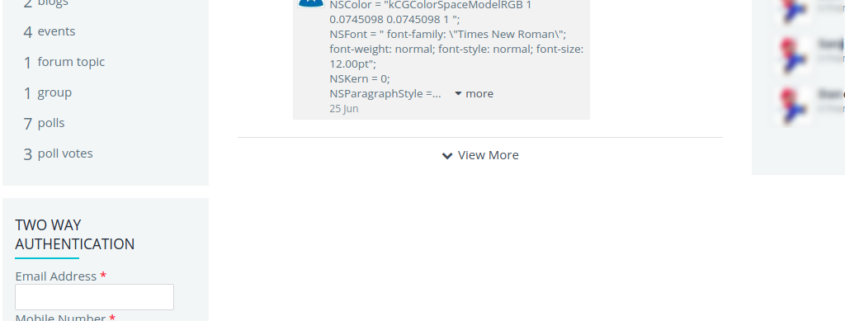 2 blogs
4 events
1 forum topic
1 group
7 polls
3 poll votes
TWO WAY
AUTHENTICATION
Email Address *
Mobile Number *
NSColor = "kCGColorSpaceModelRGB 1
0.0745098 0.0745098 1 ";
NSFont = " font-family: \"Times New Roman\";
font-weight: normal; font-style: normal; font-size:
12.00pt";
NSKern = 0;
NSParagraphStyle =... more
25 Jun
View More